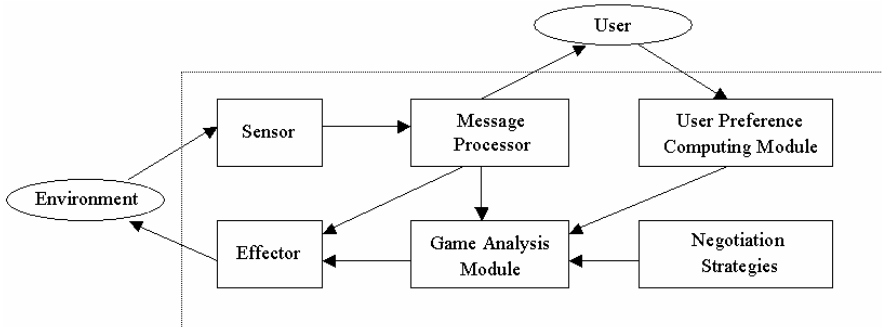 User
Sensor
Message
Processor
User Preference
Computing Module
Environment
Effector
Game Analysis
Module
Negotiation
Strategies